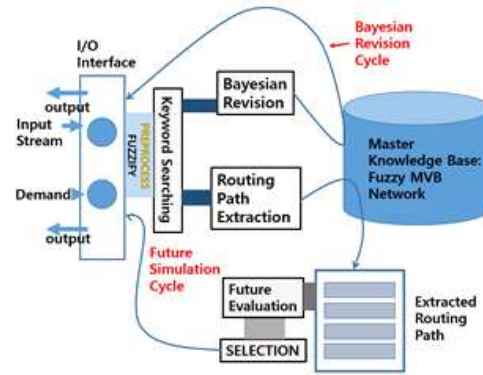 I/O
Interface
output
Input
Stream
Demand
output
FUZZIFY
PREPROCESS
Keyword Searching
Bayesian
Revision
Routing
Path
Extraction
Bayesian
Revision
Cycle
Master
Knowledge Base:
Fuzzy MVB
Network
Future
Simulation
Cycle
Future
Evaluation
SELECTION
Extracted
Routing
Path